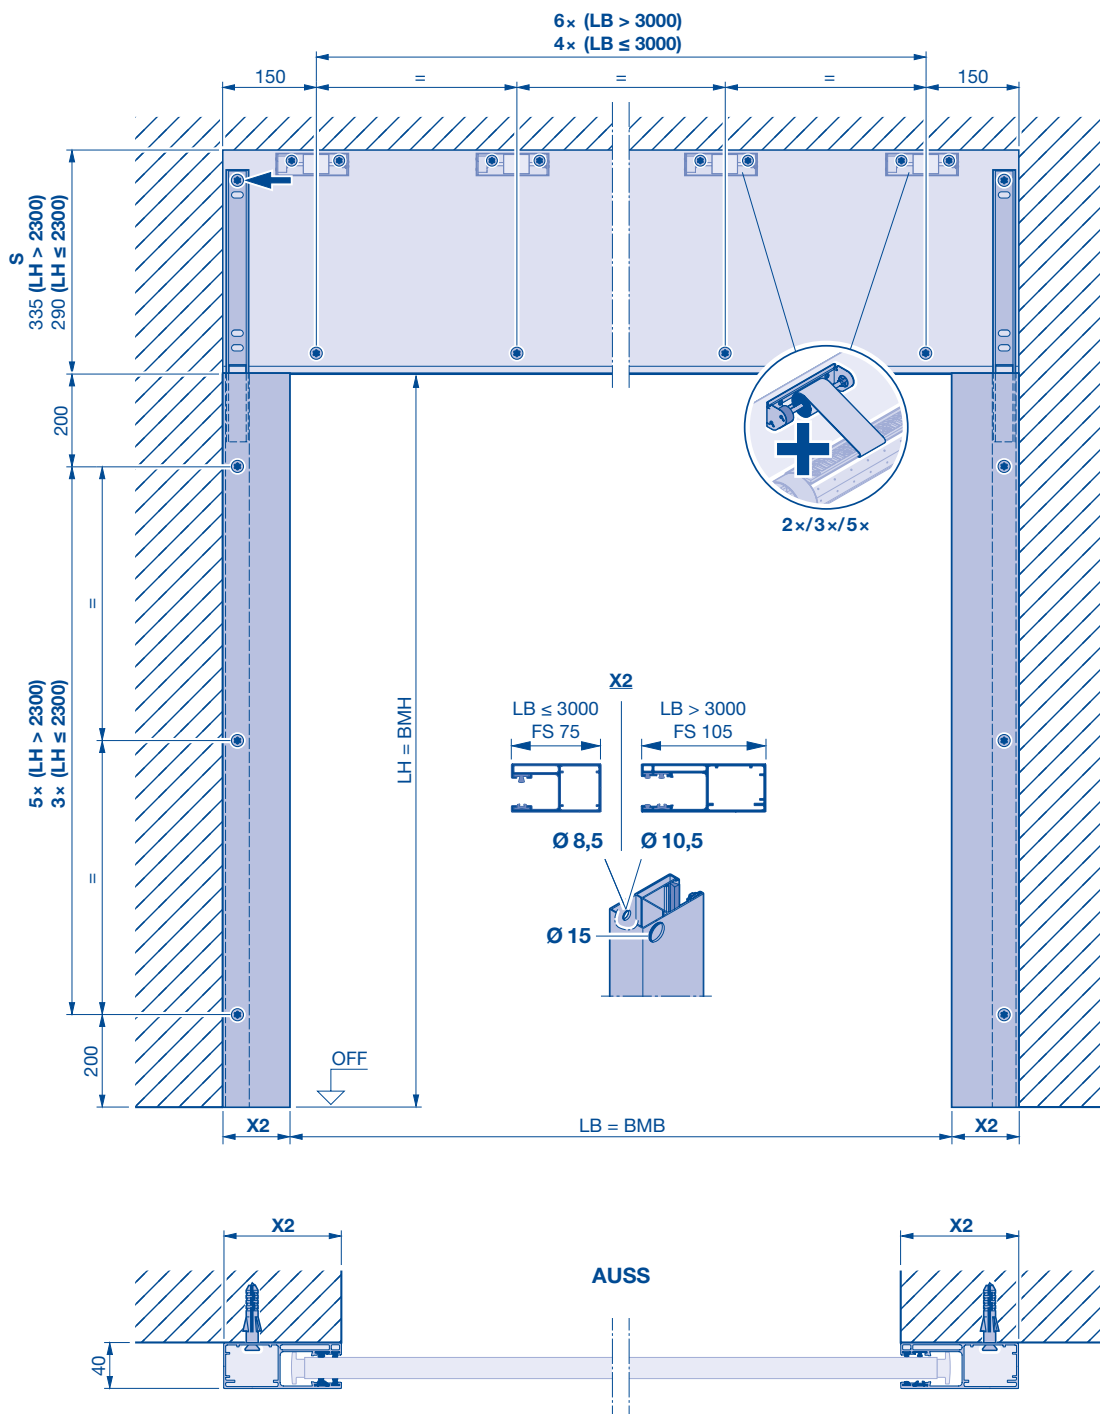 6× (LB > 3000)
4× (LB ≤ 3000)
150
=
=
=
150
S
335 (LH > 2300)
290 (LH ≤ 2300)
200
2×/3×/5×
=
5× (LH > 2300)
3× (LH ≤ 2300)
=
LH = BMH
X2
LB ≤ 3000
FS 75
LB > 3000
FS 105
Ø 8,5
Ø 10,5
Ø 15
200
OFF
X2
LB = BMB
X2
X2
X2
AUSS
40